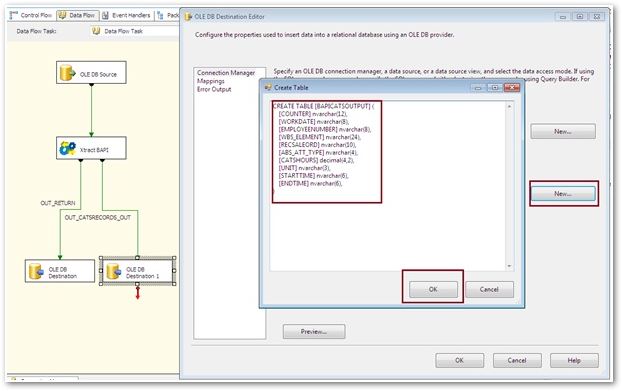 Control Flow
Data Flow
Event Handlers
Pack
Data Flow Task:
Data Flow Task
OLE DB Source
Xtract BAPI
OUT_RETURN
OUT_CATSRECORDS_OUT
OLE DB
Destination
OLE DB
Destination 1
OLE DB Destination Editor
Configure the properties used to insert data into a relational database using an OLE DB provider.
Connection Manager
Mappings
Error Output
Specify an OLE DB connection manager, a data source, or a data source view, and select the data access mode. If using
using Query Builder. For
Create Table
CREATE TABLE [BAPICATSOUTPUT] (
[COUNTER] nvarchar(12),
[WORKDATE] nvarchar(8),
[EMPLOYEENUMBER] nvarchar(8),
[WBS_ELEMENT] nvarchar(24),
[RECSALEORD] nvarchar(10),
[ABS_ATT_TYPE] nvarchar(4),
[CATSHOURS] decimal(4,2),
[UNIT] nvarchar(3),
[STARTTIME] nvarchar(6),
[ENDTIME] nvarchar(6),
)
OK
Cancel
New...
New...
Preview...
OK
Cancel
Help